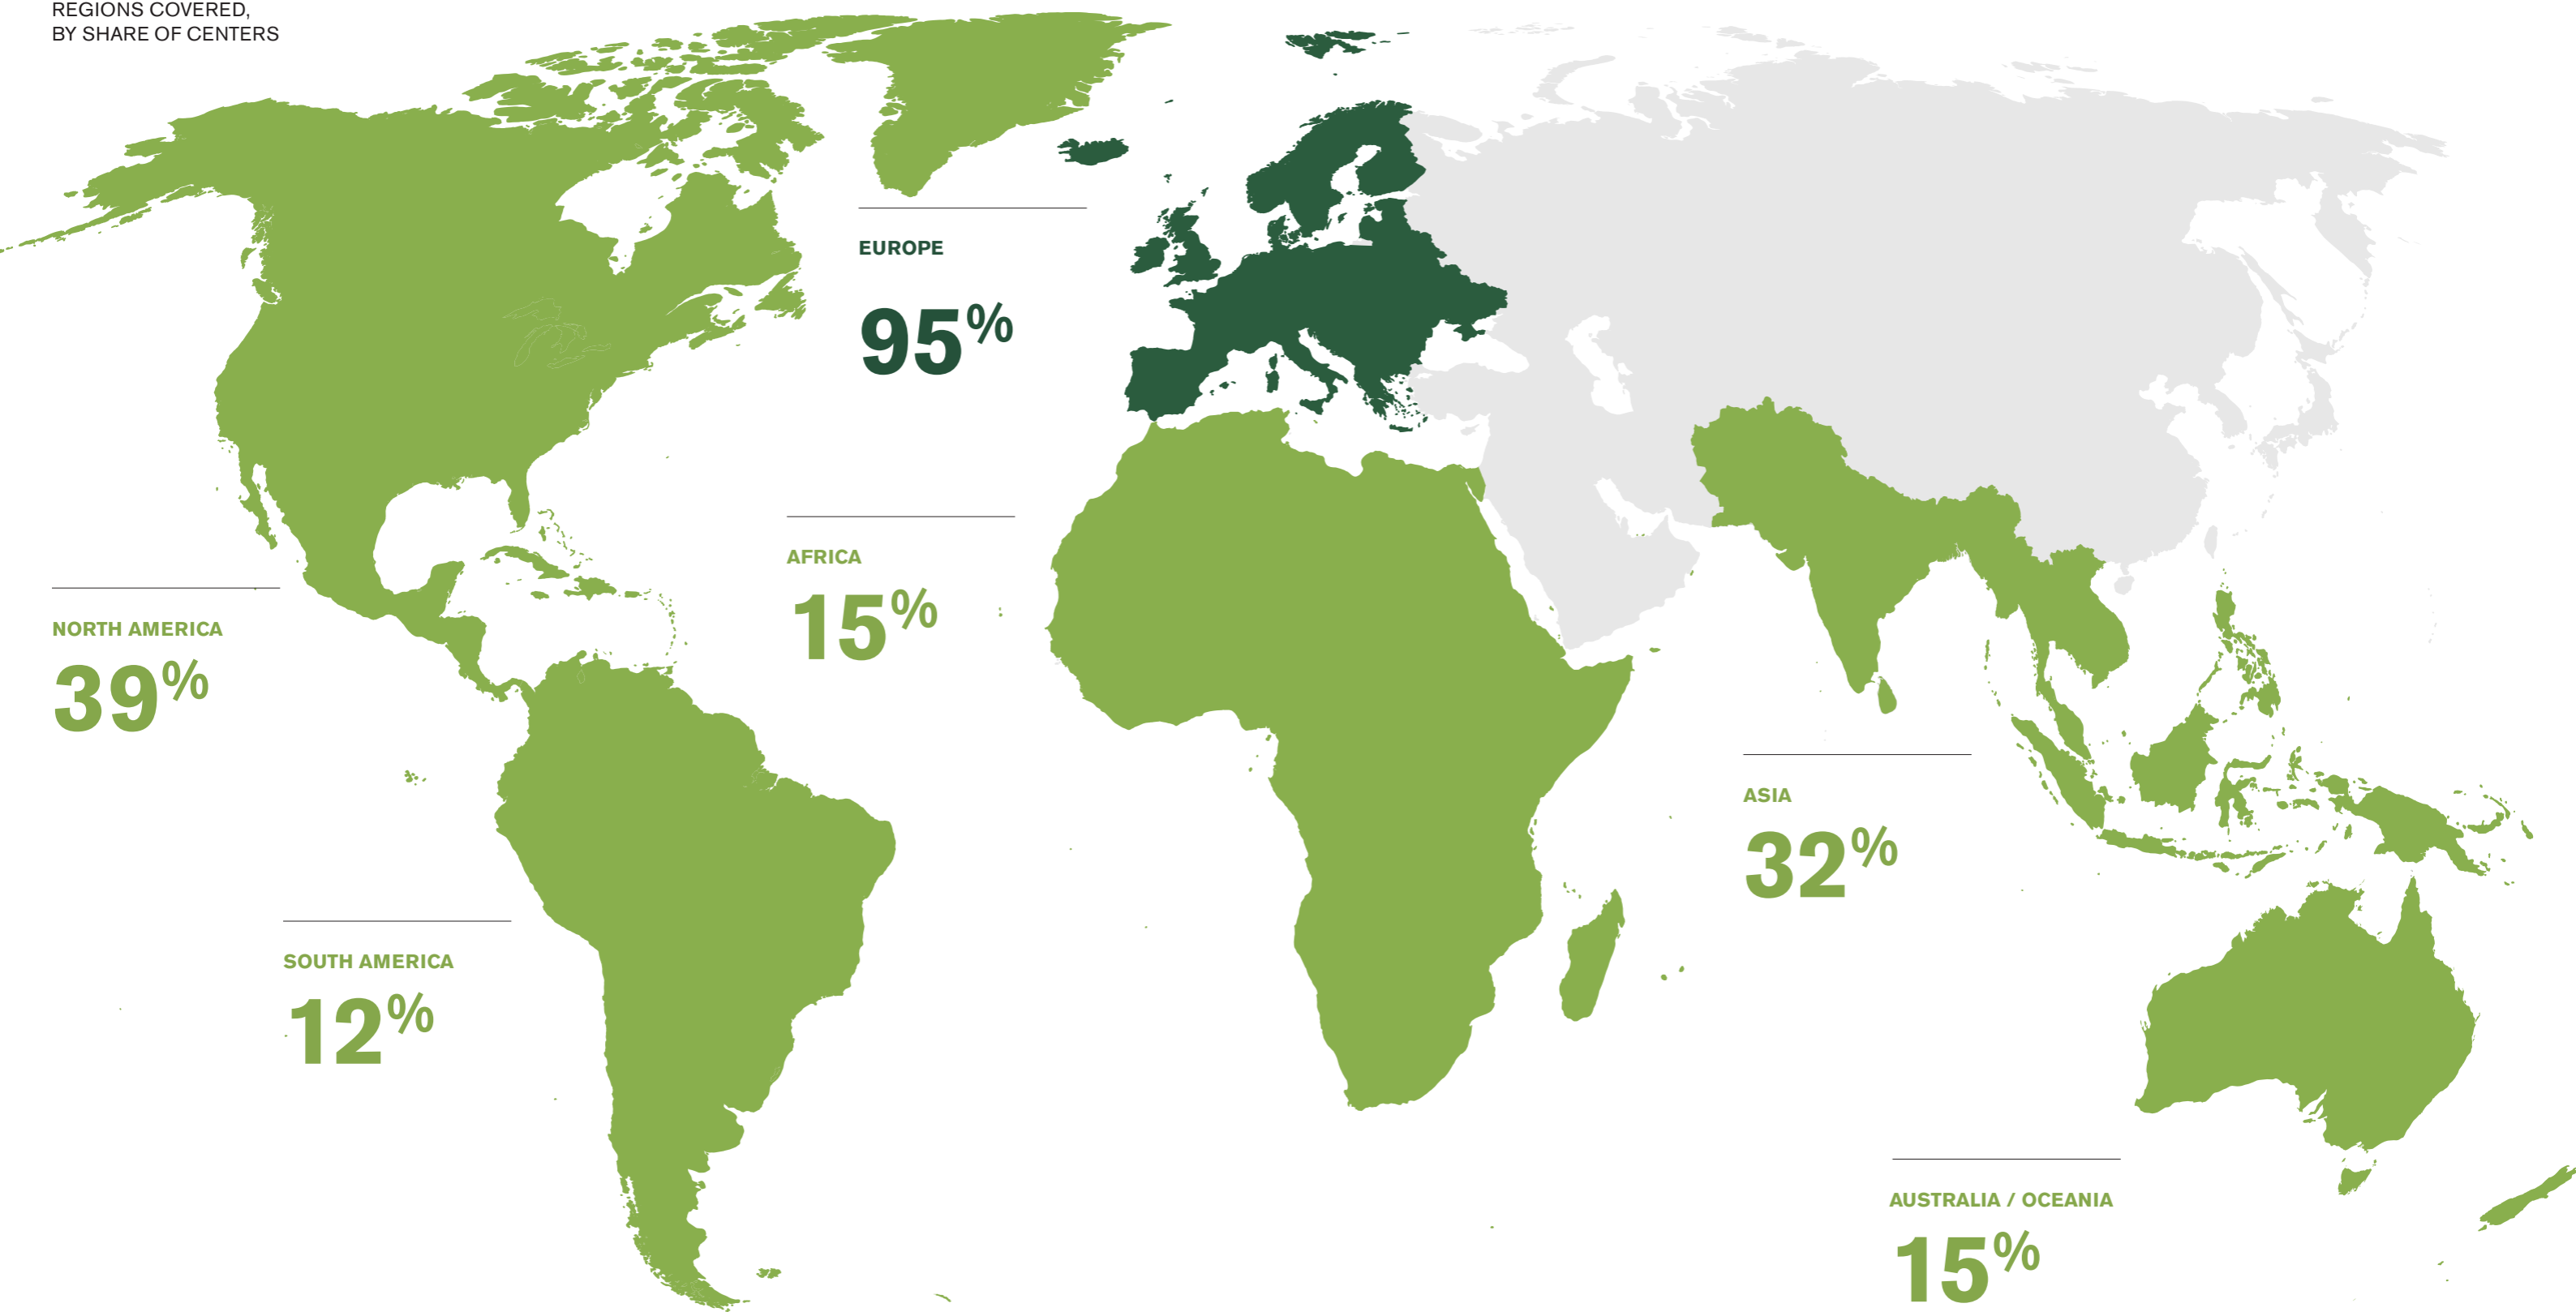 REGIONS COVERED,
BY SHARE OF CENTERS
EUROPE
95%
AFRICA
15%
NORTH AMERICA
39%
ASIA
32%
SOUTH AMERICA
12%
AUSTRALIA / OCEANIA
15%